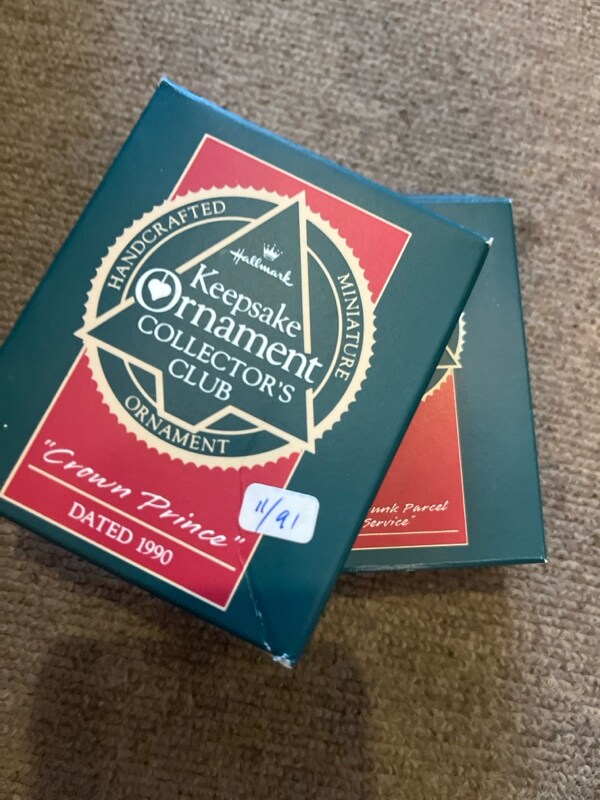 HANDCRAFTED
MINIATURE
ORNAMENT
Hallmark
Keepsake
Ornament
COLLECTOR'S
CLUB
"Crown Prince"
DATED 1990
11/91
Parcel
Service"